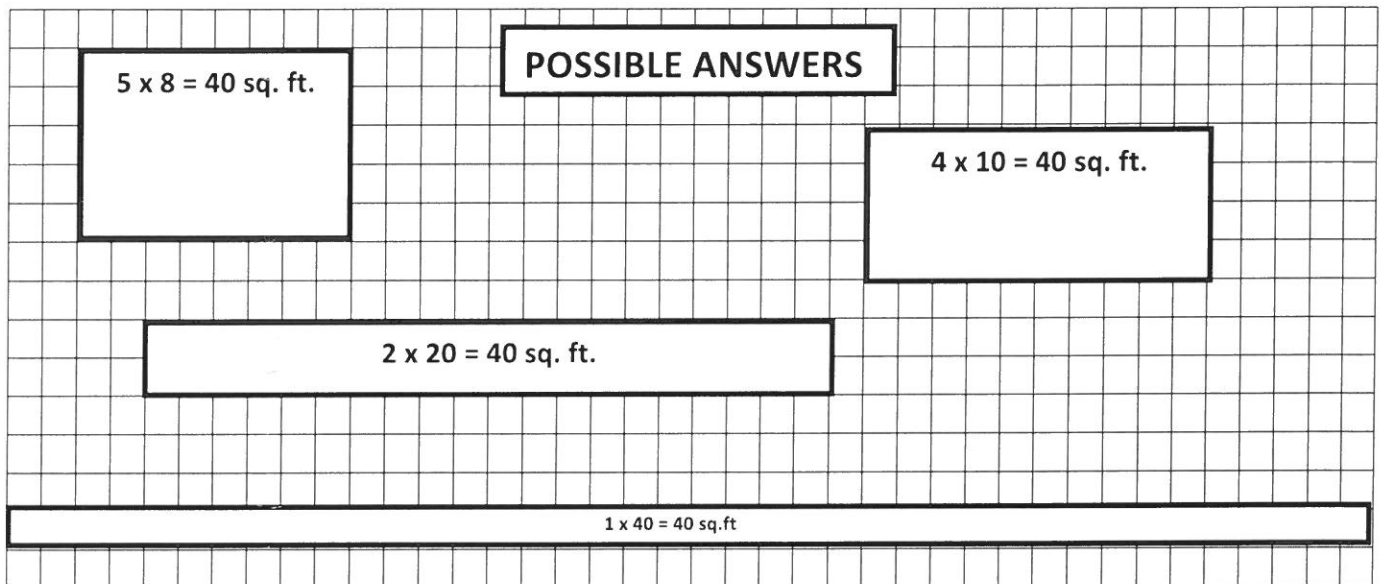 POSSIBLE ANSWERS
5 x 8 = 40 sq. ft.
4 x 10 = 40 sq. ft.
2 x 20 = 40 sq. ft.
1 x 40 = 40 sq.ft